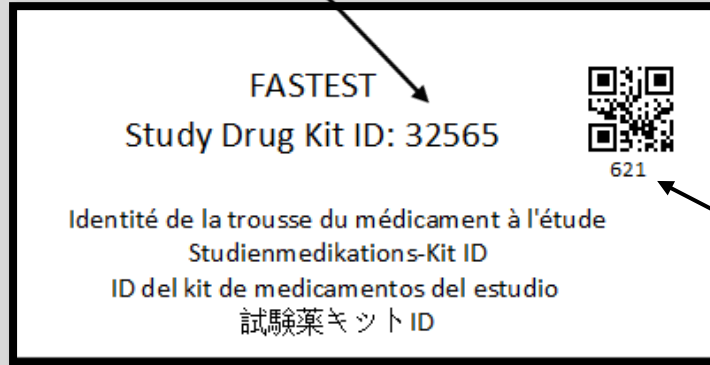 FASTEST
Study Drug Kit ID: 32565
621
Identité de la trousse du médicament à l'étude
Studienmedikations-Kit ID
ID del kit de medicamentos del estudio
試験薬キットID